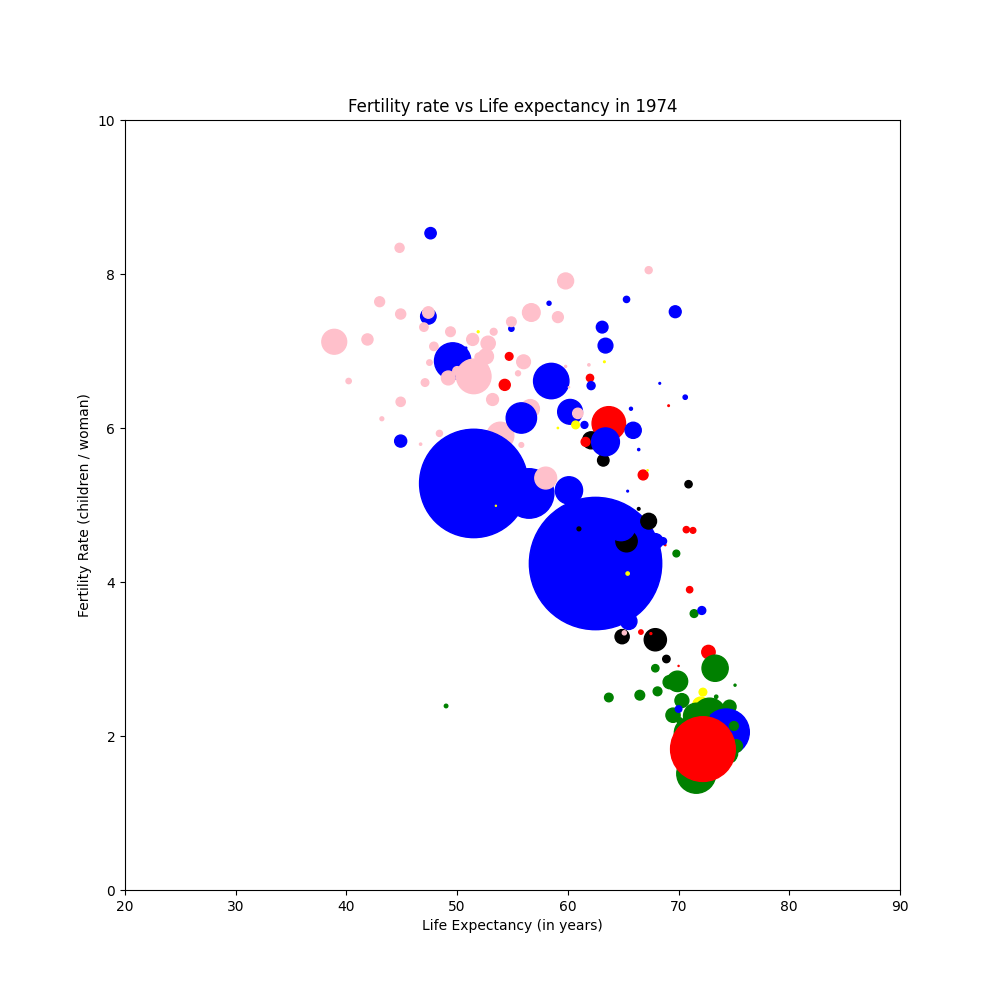 Fertility rate vs Life expectancy in 1974
10
8
6
4
2
0
Fertility Rate (children / woman)
20 30 40 50 60 70 80 90
Life Expectancy (in years)